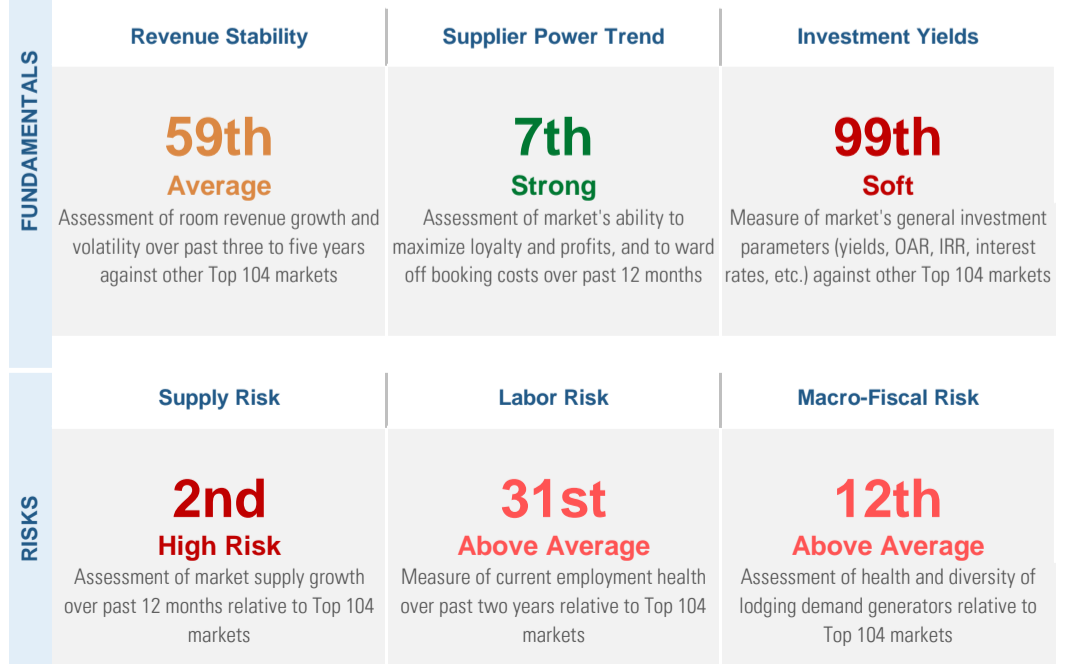 FUNDAMENTALS
Revenue Stability
59th
Average
Assessment of room revenue growth and
volatility over past three to five years
against other Top 104 markets
Supplier Power Trend
7th
Strong
Assessment of market's ability to
maximize loyalty and profits, and to ward
off booking costs over past 12 months
Investment Yields
99th
Soft
Measure of market's general investment
parameters (yields, OAR, IRR, interest
rates, etc.) against other Top 104 markets
RISKS
Supply Risk
2nd
High Risk
Assessment of market supply growth
over past 12 months relative to Top 104
markets
Labor Risk
31st
Above Average
Measure of current employment health
over past two years relative to Top 104
markets
Macro-Fiscal Risk
12th
Above Average
Assessment of health and diversity of
lodging demand generators relative to
Top 104 markets